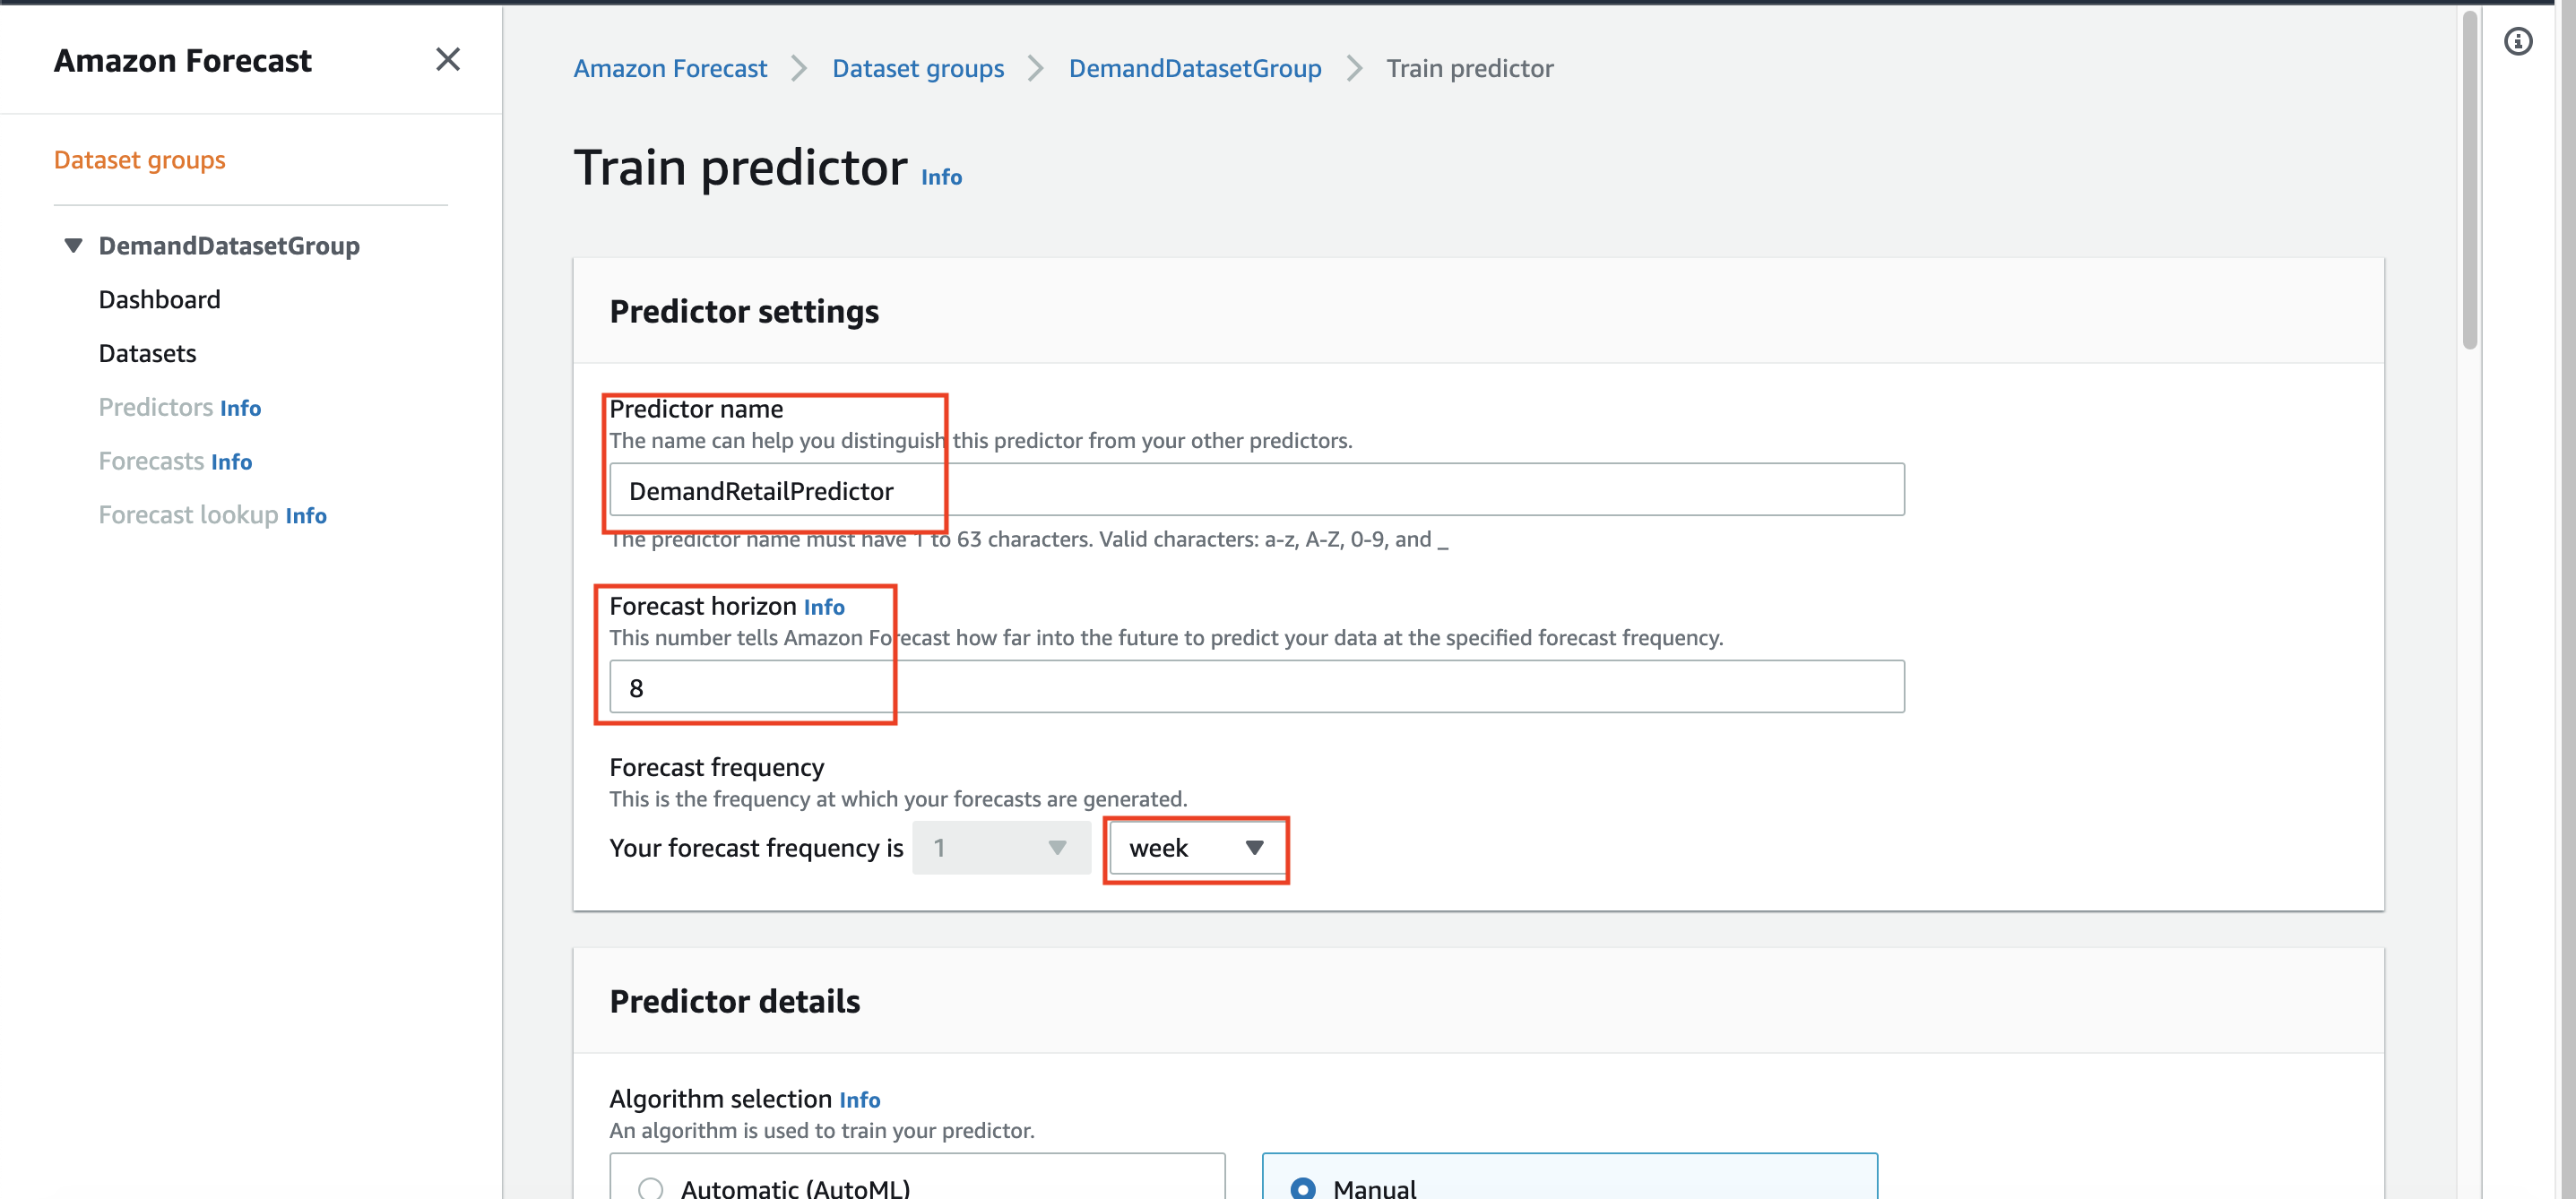 Amazon Forecast
Dataset groups
DemandDatasetGroup
Dashboard
Datasets
Predictors Info
Forecasts Info
Forecast lookup Info
Amazon Forecast Dataset groups DemandDatasetGroup Train predictor
Train predictor Info
Predictor settings
Predictor name
The name can help you distinguish this predictor from your other predictors.
DemandRetailPredictor
The predictor name must have 1 to 63 characters. Valid characters: a-z, A-Z, 0-9, and _
Forecast horizon Info
This number tells Amazon Forecast how far into the future to predict your data at the specified forecast frequency.
8
Forecast frequency
This is the frequency at which your forecasts are generated.
Your forecast frequency is 1 week
Predictor details
Algorithm selection Info
An algorithm is used to train your predictor.
Automatic (AutoML) Manual